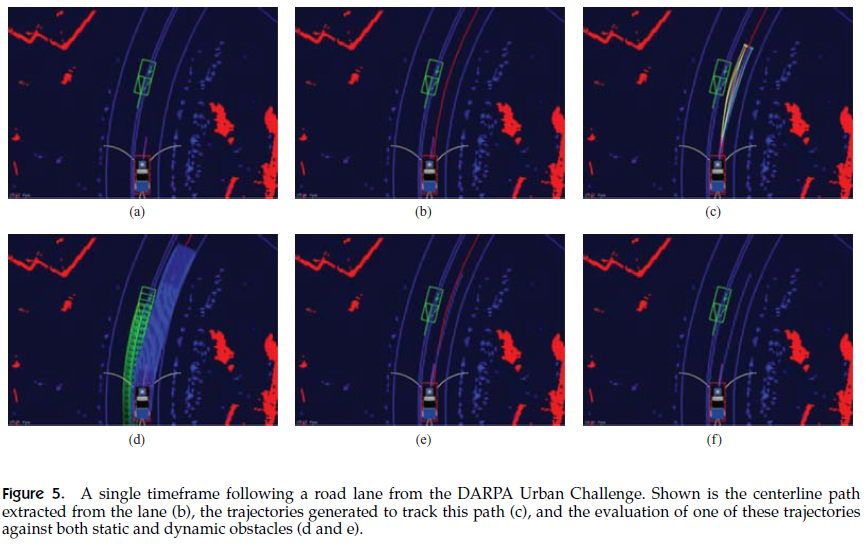 (a)
(b)
(c)
(d)
(e)
(f)
Figure 5. A single timeframe following a road lane from the DARPA Urban Challenge. Shown is the centerline path
extracted from the lane (b), the trajectories generated to track this path (c), and the evaluation of one of these trajectories
against both static and dynamic obstacles (d and e).